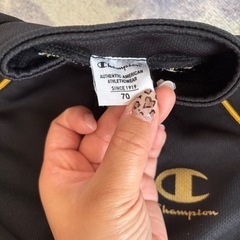 Champion
AUTHENTIC AMERICAN
ATHLETICWEAR
SINCE 1919
70
Champion